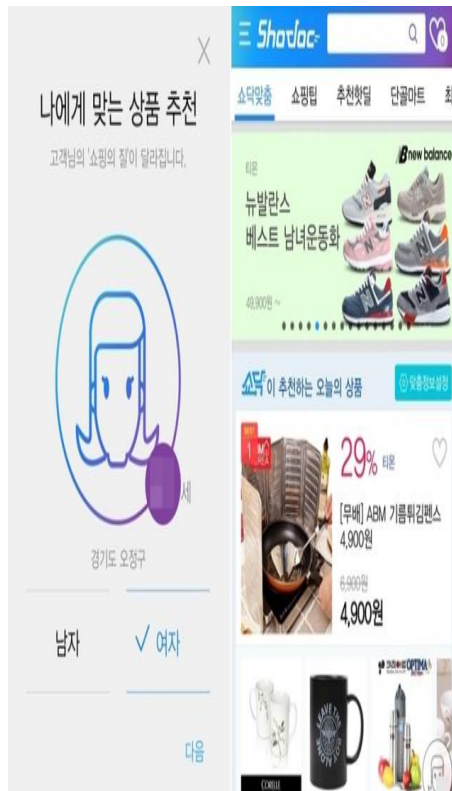 나에게 맞는 상품 추천
고객님의 '쇼핑의 질'이 달라집니다.
세
경기도 오정구
남자
여자
다음
Shodoc
0
쇼닥맞춤 쇼핑팁 추천핫딜 단골마트
new balance
티몬
뉴발란스
베스트 남녀운동화
49,900원 ~
쇼닥이 추천하는 오늘의 상품
맞춤정보설정
1
29% 티몬
[무배] ABM 기름튀김펜스
4,900원
6,900원
4,900원
OPTIMA
CORELLE
LEAVE ME